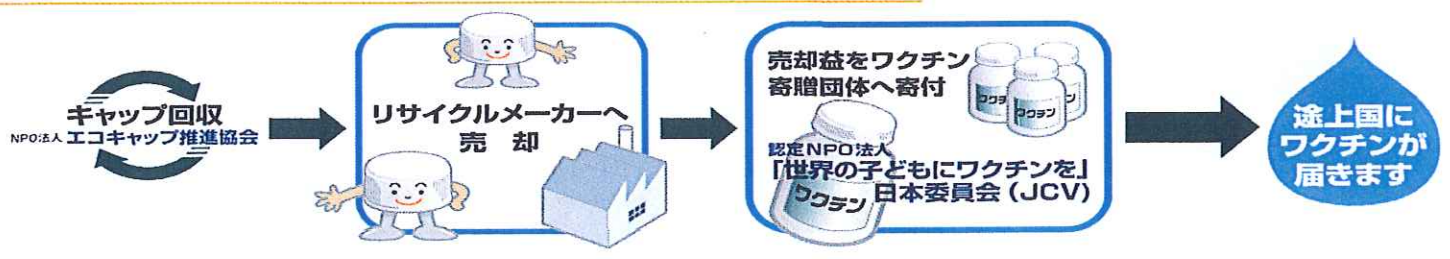 キャップ回収
NPO法人 エコキャップ推進協会
リサイクルメーカーへ
売 却
売却益をワクチン
寄贈団体へ寄付
ワクチン
ワクチン
認定NPO法人
「世界の子どもにワクチンを」
日本委員会(JCV)
ワクチン
途上国に
ワクチンが
届きます